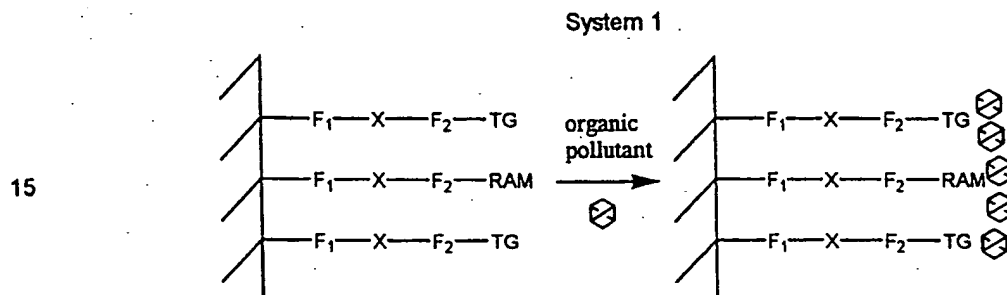 System 1
F₁—X—F₂—TG
F₁—X—F₂—RAM
F₁—X—F₂—TG
15
organic
pollutant
F₁—X—F₂—TG
F₁—X—F₂—RAM
F₁—X—F₂—TG